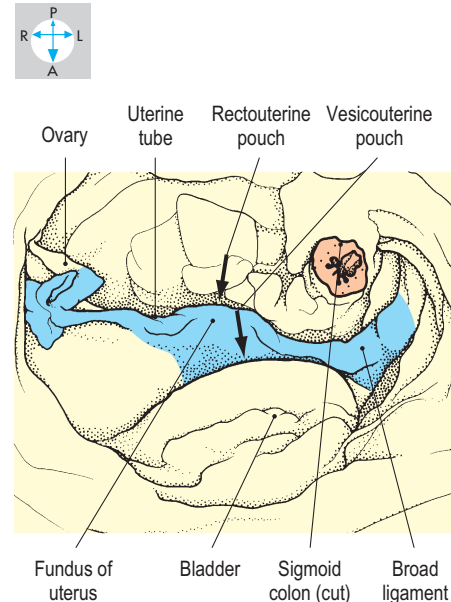 P
R L
A
Ovary
Uterine
tube
Rectouterine
pouch
Vesicouterine
pouch
Fundus of
uterus
Bladder
Sigmoid
colon (cut)
Broad
ligament